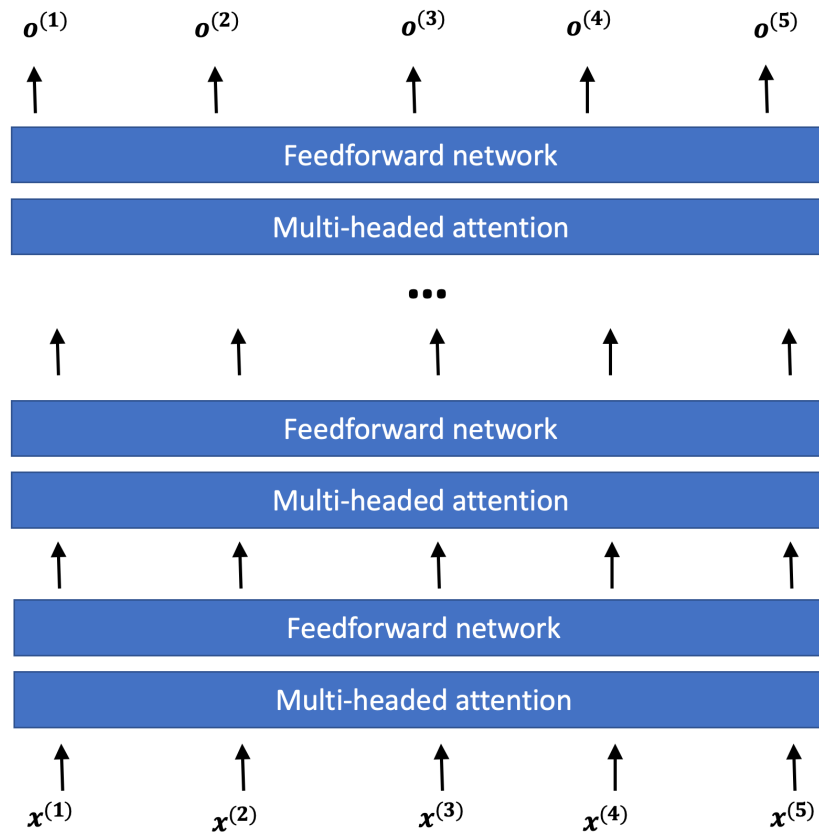 o(1) o(2) o(3) o(4) o(5)
Feedforward network
Multi-headed attention
...
Feedforward network
Multi-headed attention
Feedforward network
Multi-headed attention
x(1) x(2) x(3) x(4) x(5)